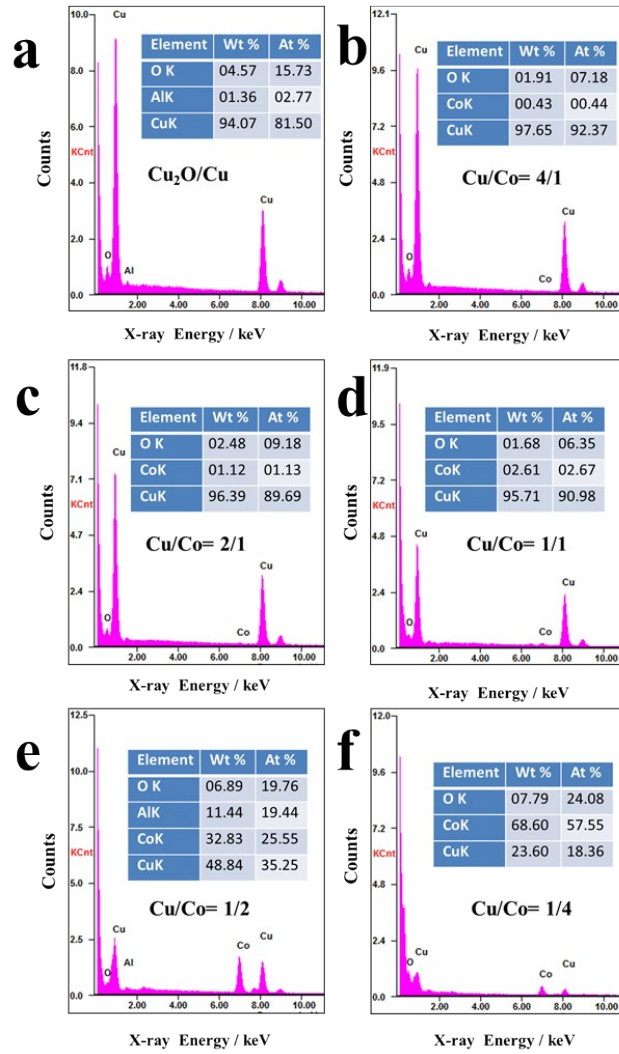 a
10.0
8.0
6.0
KCnt
4.0
2.0
0.0
Counts
Cu
O
Al
Cu
Element Wt % At %
O K 04.57 15.73
AlK 01.36 02.77
CuK 94.07 81.50
Cu₂O/Cu
2.00 4.00 6.00 8.00 10.00
X-ray Energy / keV
b
12.1
9.6
7.2
KCnt
4.8
2.4
0.0
Counts
Cu
O
Co
Cu
Element Wt % At %
O K 01.91 07.18
CoK 00.43 00.44
CuK 97.65 92.37
Cu/Co= 4/1
2.00 4.00 6.00 8.00 10.00
X-ray Energy / keV
c
11.8
9.4
7.1
KCnt
4.7
2.4
0.0
Counts
Cu
O
Co
Cu
Element Wt % At %
O K 02.48 09.18
CoK 01.12 01.13
CuK 96.39 89.69
Cu/Co= 2/1
2.00 4.00 6.00 8.00 10.00
X-ray Energy / keV
d
11.9
9.5
7.1
KCnt
4.8
2.4
0.0
Counts
Cu
O
Co
Cu
Element Wt % At %
O K 01.68 06.35
CoK 02.61 02.67
CuK 95.71 90.98
Cu/Co= 1/1
2.00 4.00 6.00 8.00 10.00
X-ray Energy / keV
e
12.5
10.0
7.5
KCnt
5.0
2.5
0.0
Counts
Cu
O
Al
Co
Cu
Element Wt % At %
O K 06.89 19.76
AlK 11.44 19.44
CoK 32.83 25.55
CuK 48.84 35.25
Cu/Co= 1/2
2.00 4.00 6.00 8.00 10.00
X-ray Energy / keV
f
12.0
9.6
7.2
KCnt
4.8
2.4
0.0
Counts
O
Cu
Co
Cu
Element Wt % At %
O K 07.79 24.08
CoK 68.60 57.55
CuK 23.60 18.36
Cu/Co= 1/4
2.00 4.00 6.00 8.00 10.00
X-ray Energy / keV